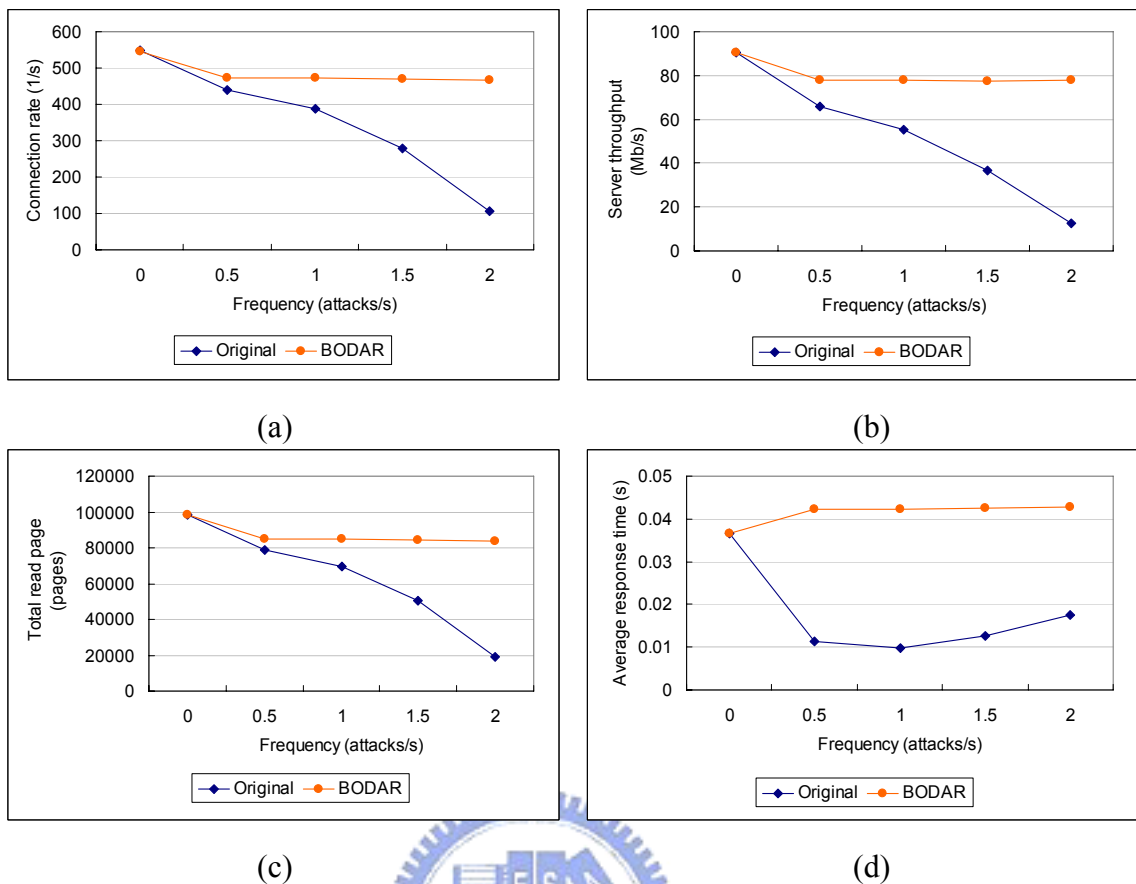 600
500
400
300
200
100
0
Connection rate (1/s)
0 0.5 1 1.5 2
Frequency (attacks/s)
Original BODAR
(a)
100
80
60
40
20
0
Server throughput
(Mb/s)
0 0.5 1 1.5 2
Frequency (attacks/s)
Original BODAR
(b)
120000
100000
80000
60000
40000
20000
0
Total read page
(pages)
0 0.5 1 1.5 2
Frequency (attacks/s)
Original BODAR
(c)
0.05
0.04
0.03
0.02
0.01
0
Average response time (s)
0 0.5 1 1.5 2
Frequency (attacks/s)
Original BODAR
(d)